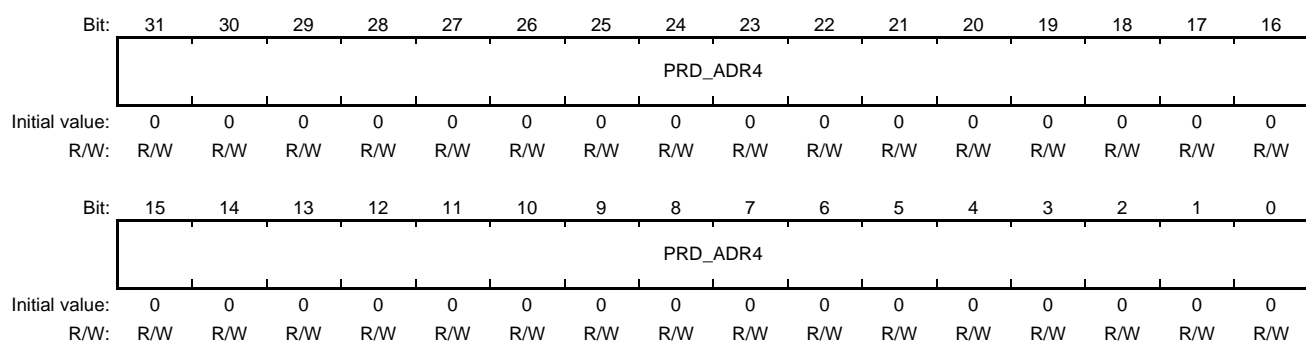 Bit: 31 30 29 28 27 26 25 24 23 22 21 20 19 18 17 16
PRD_ADR4
Initial value: 0 0 0 0 0 0 0 0 0 0 0 0 0 0 0 0
R/W: R/W R/W R/W R/W R/W R/W R/W R/W R/W R/W R/W R/W R/W R/W R/W R/W
Bit: 15 14 13 12 11 10 9 8 7 6 5 4 3 2 1 0
PRD_ADR4
Initial value: 0 0 0 0 0 0 0 0 0 0 0 0 0 0 0 0
R/W: R/W R/W R/W R/W R/W R/W R/W R/W R/W R/W R/W R/W R/W R/W R/W R/W